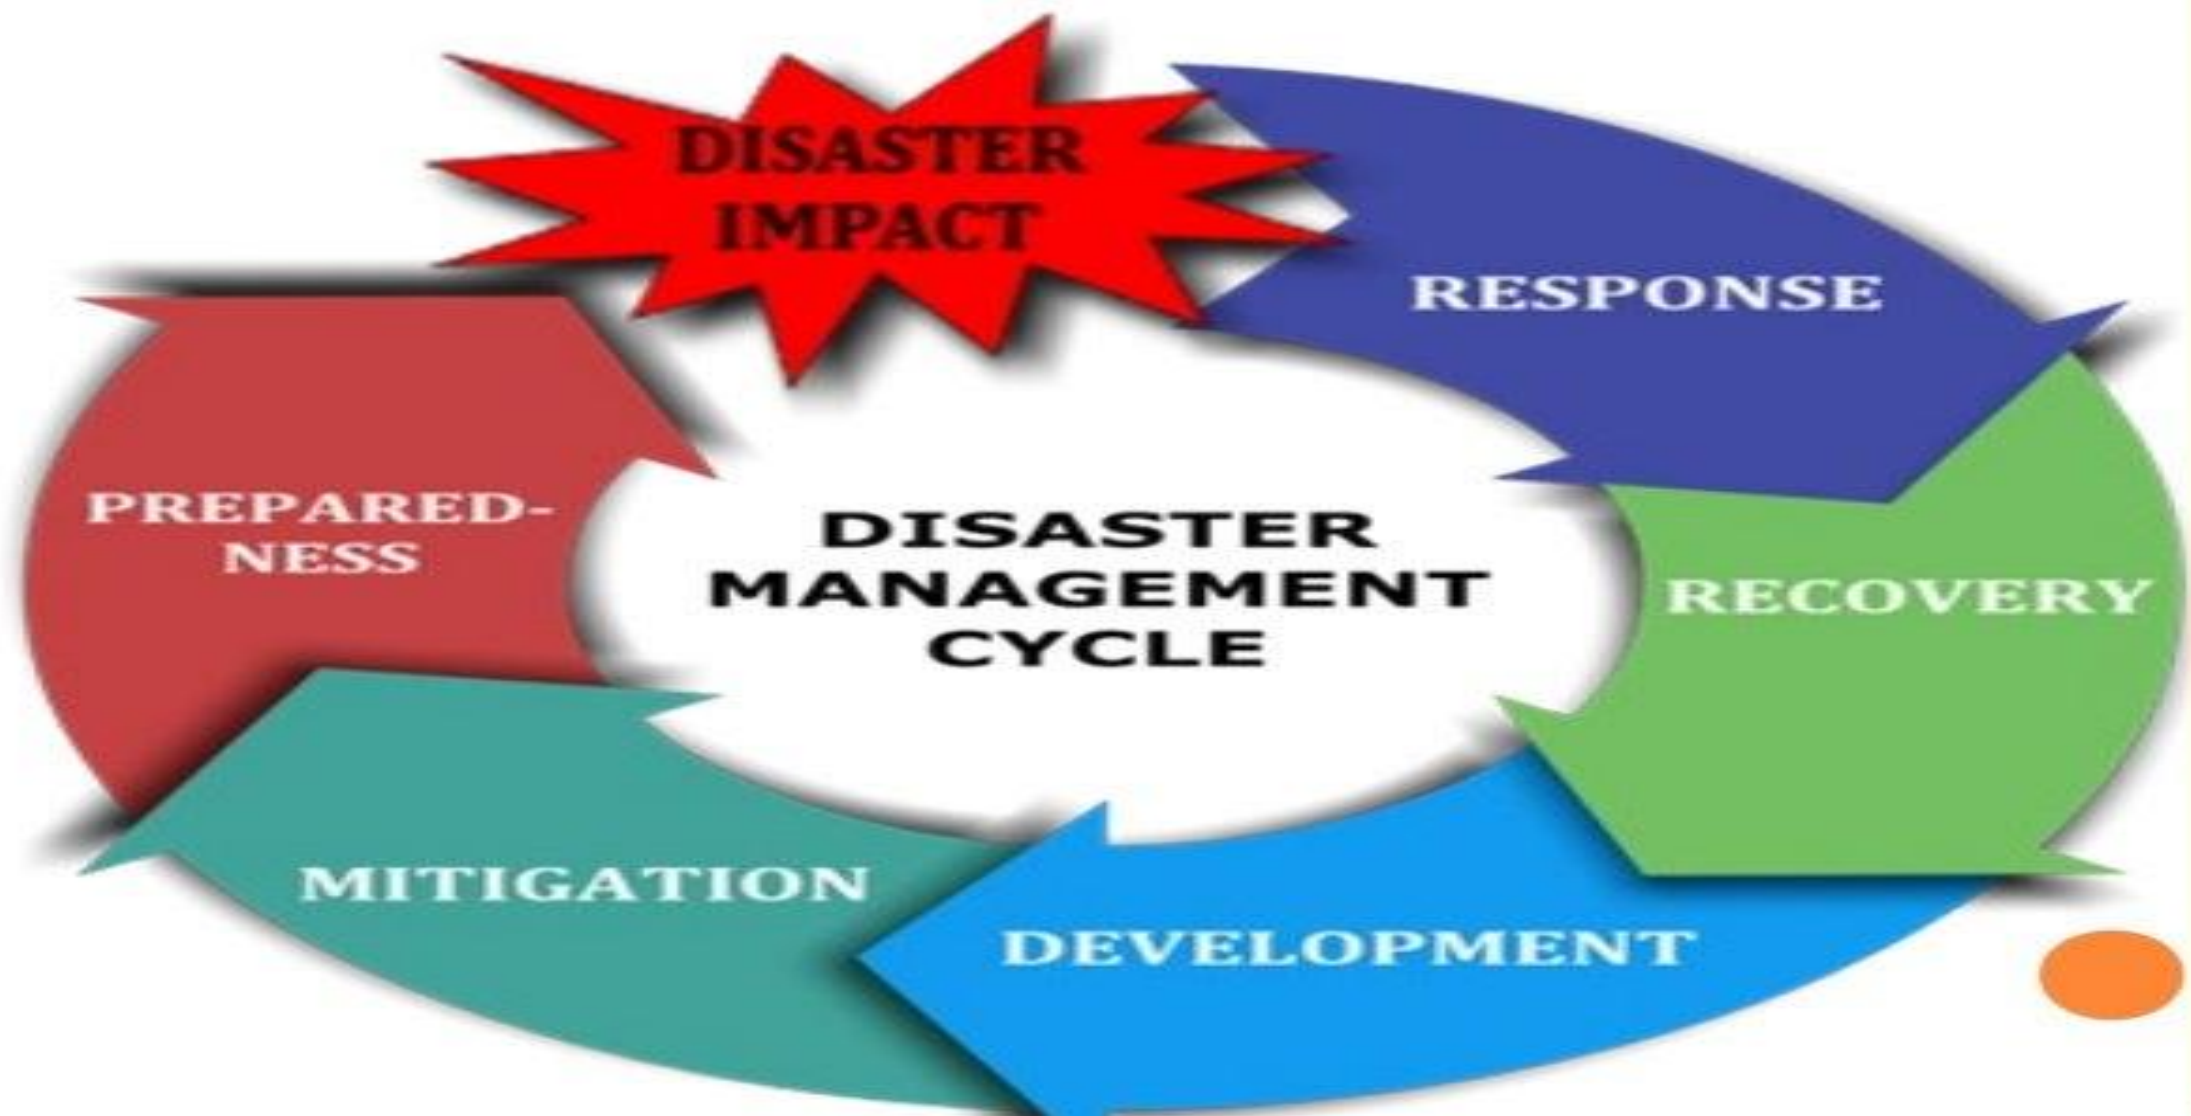 DISASTER
IMPACT
RESPONSE
PREPARED-
NESS
DISASTER
MANAGEMENT
CYCLE
RECOVERY
MITIGATION
DEVELOPMENT